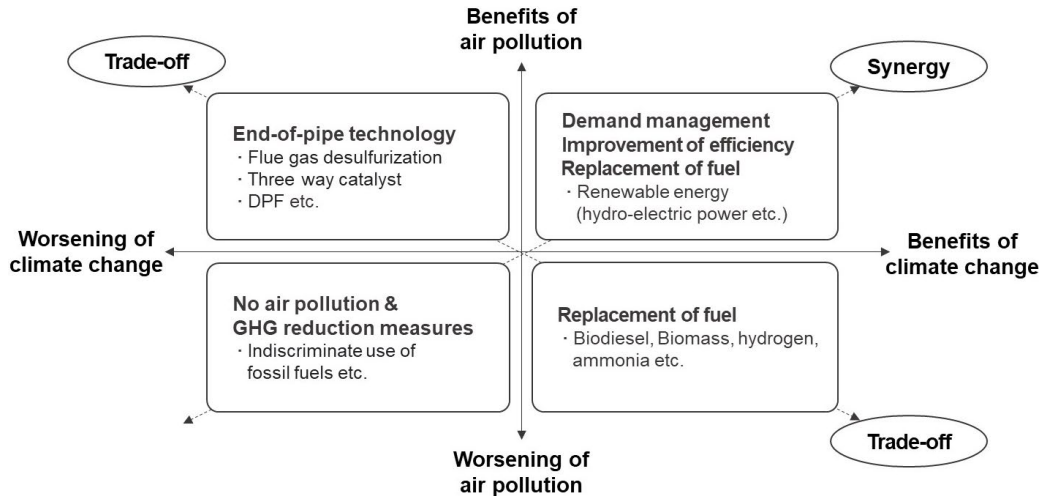 Benefits of
air pollution
Trade-off
Synergy
End-of-pipe technology
· Flue gas desulfurization
· Three way catalyst
· DPF etc.
Demand management
Improvement of efficiency
Replacement of fuel
· Renewable energy
(hydro-electric power etc.)
Worsening of
climate change
Benefits of
climate change
No air pollution &
GHG reduction measures
· Indiscriminate use of
fossil fuels etc.
Replacement of fuel
· Biodiesel, Biomass, hydrogen,
ammonia etc.
Worsening of
air pollution
Trade-off